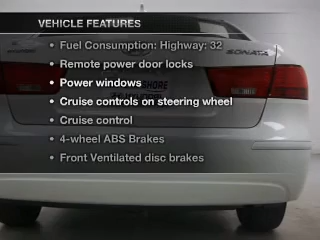 VEHICLE FEATURES
• Fuel Consumption: Highway: 32
SONATA
• Remote power door locks
• Power windows
• Cruise controls on steering wheel
• Cruise control
• 4-wheel ABS Brakes
• Front Ventilated disc brakes